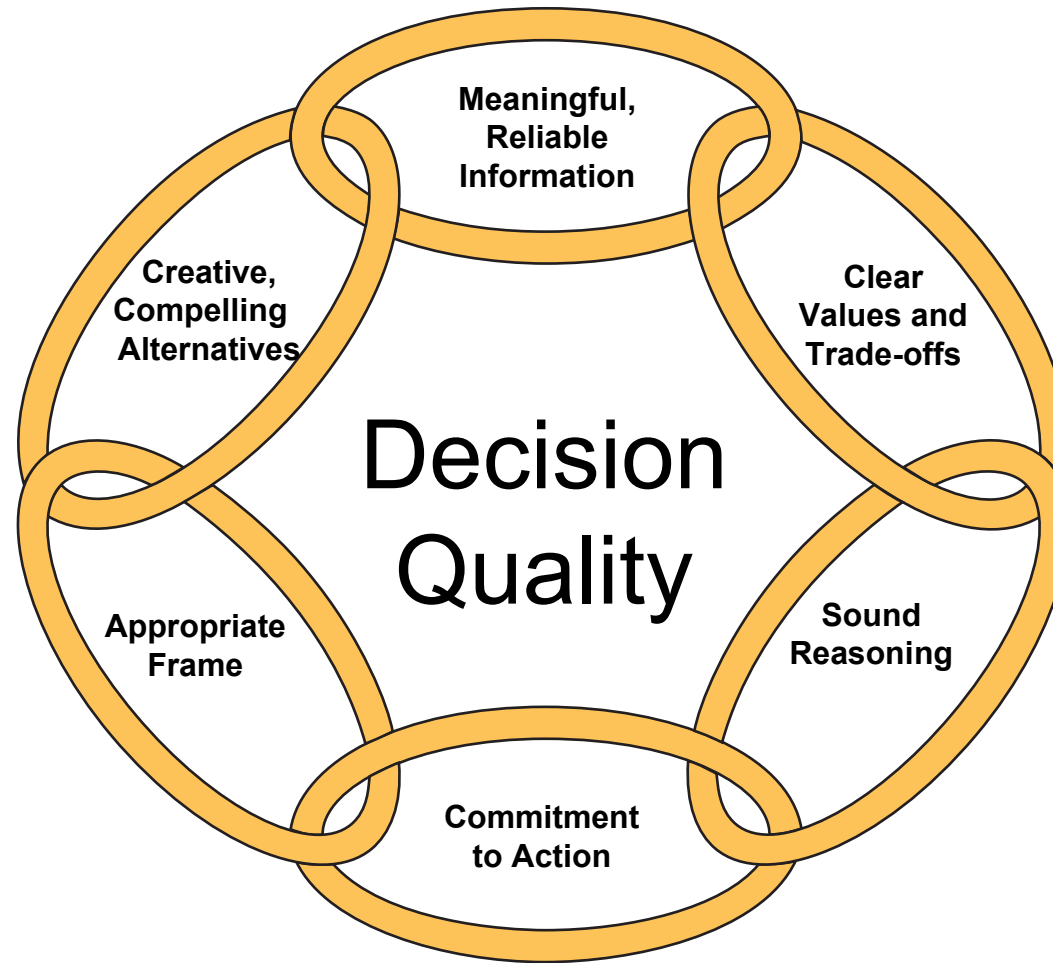 Meaningful,
Reliable
Information
Creative,
Compelling
Alternatives
Clear
Values and
Trade-offs
Decision
Quality
Appropriate
Frame
Sound
Reasoning
Commitment
to Action